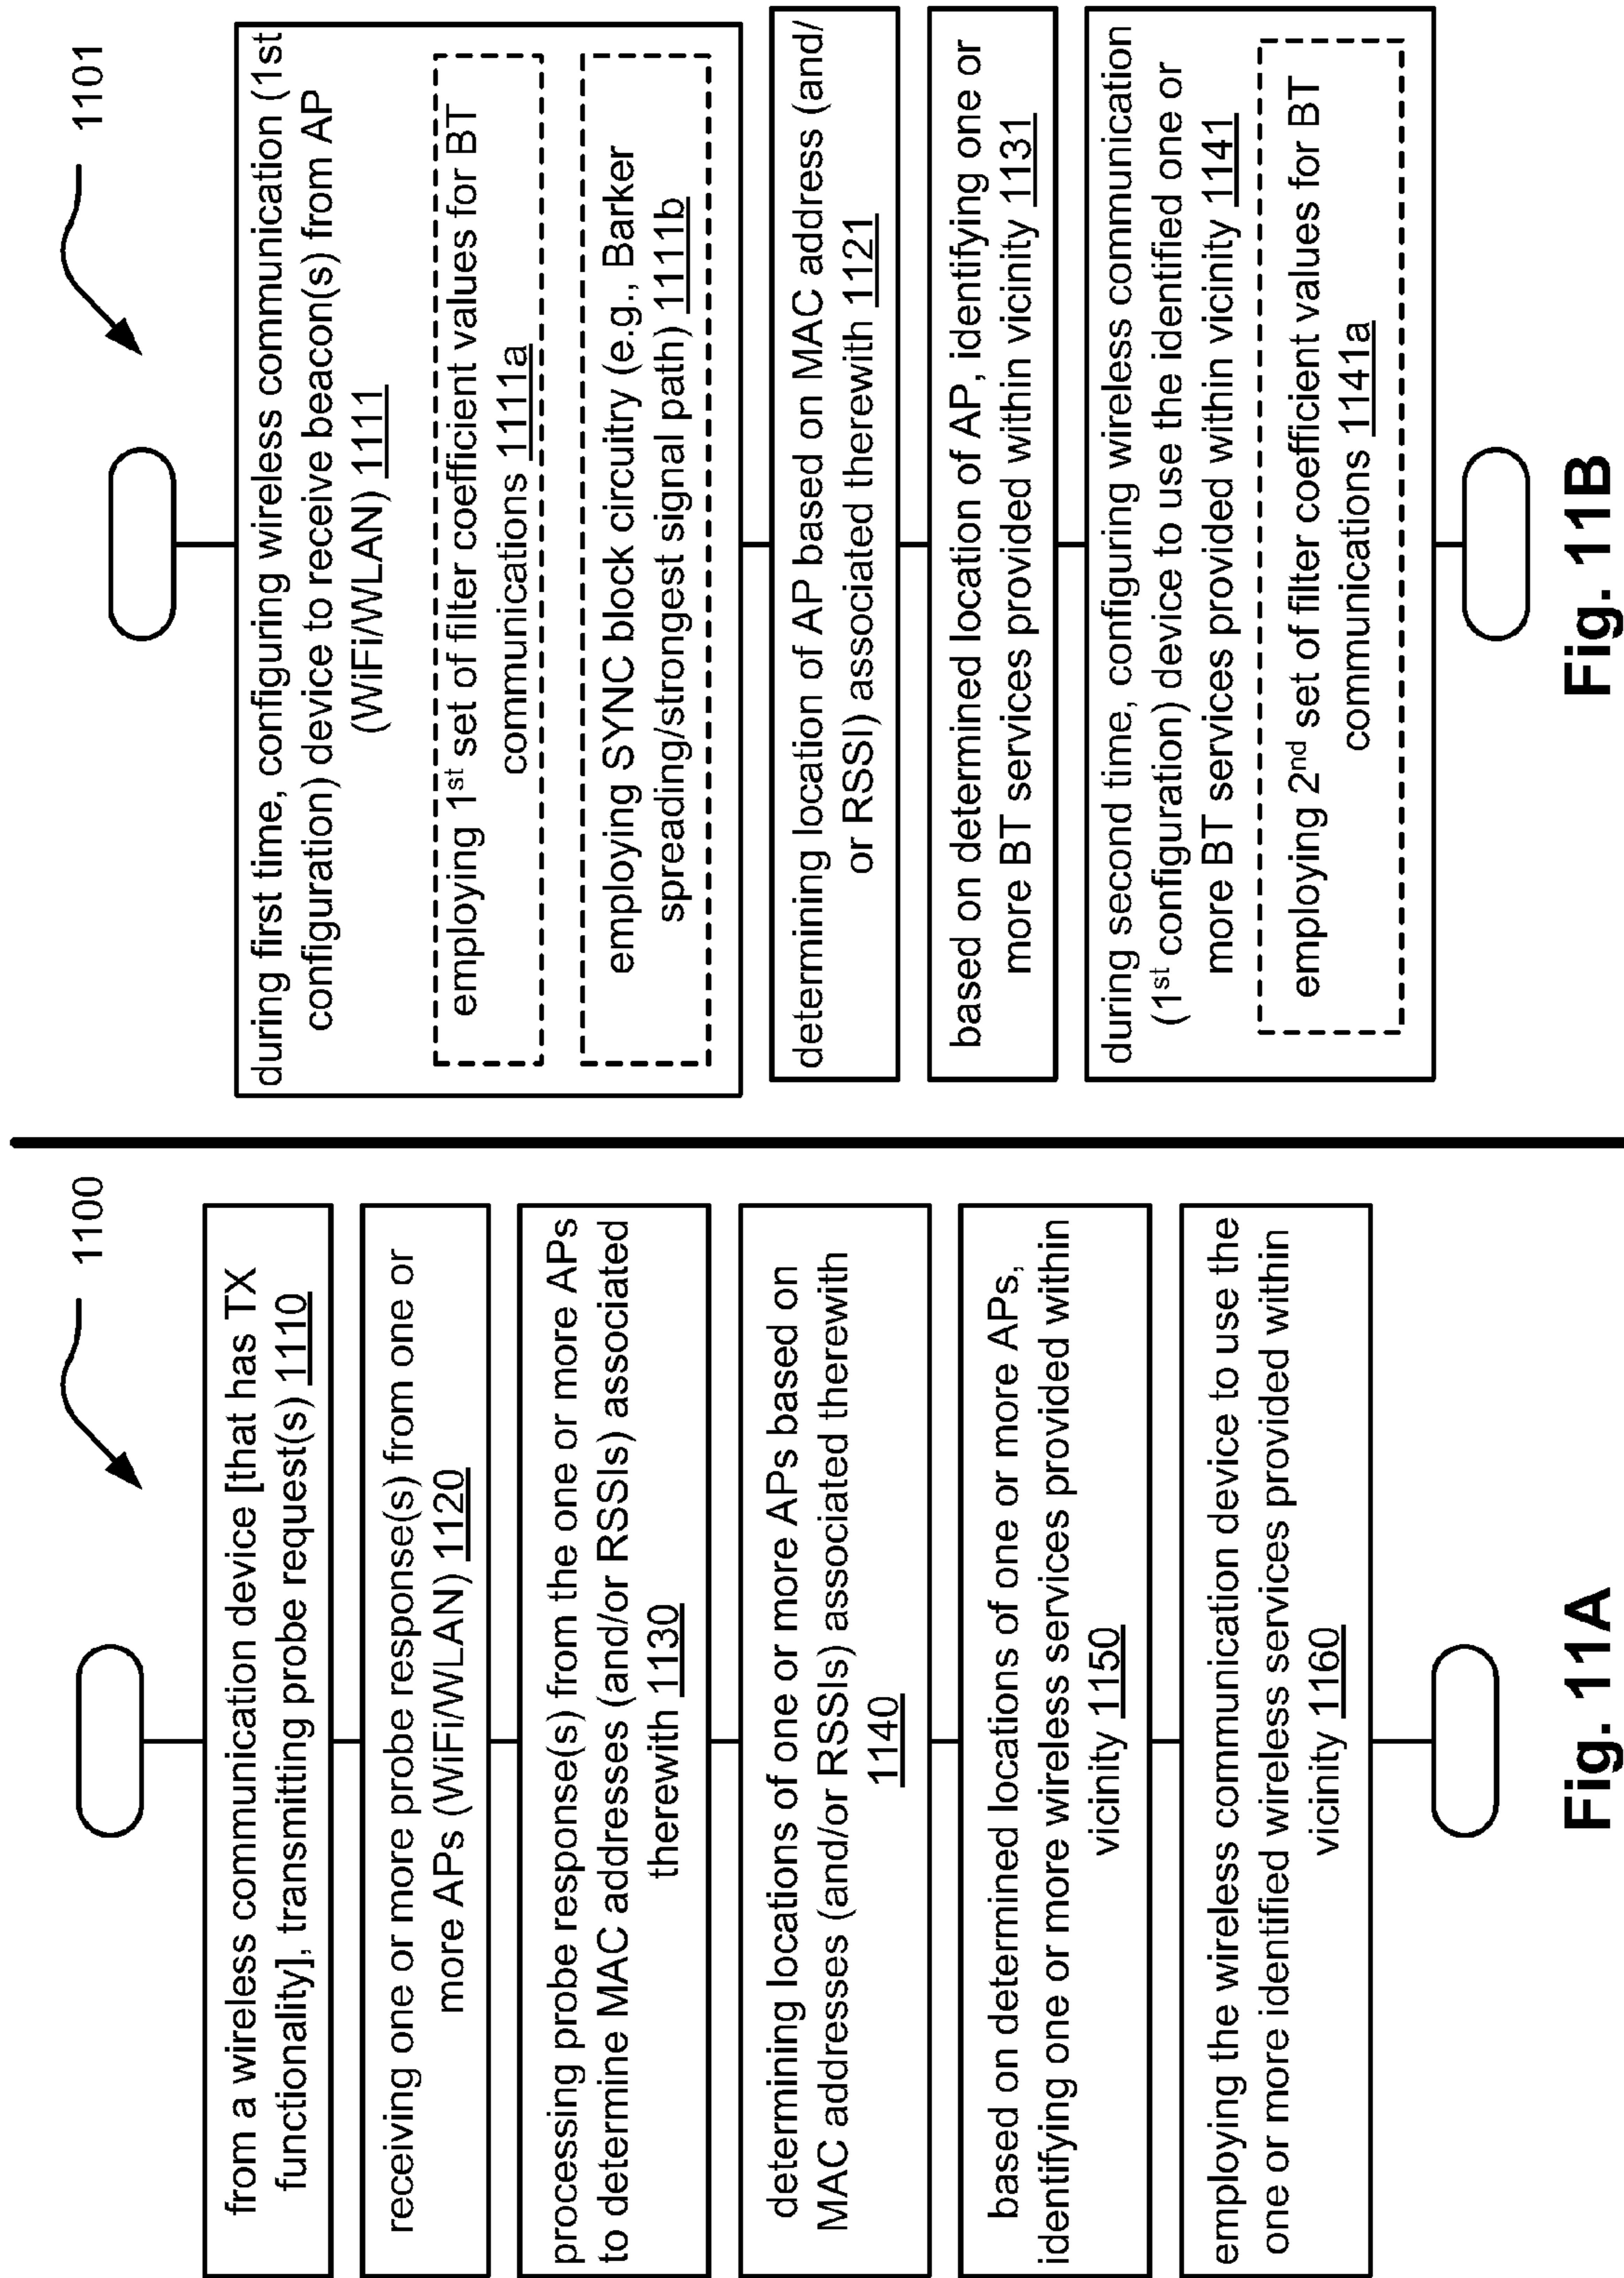 1100
from a wireless communication device [that has TX
functionality], transmitting probe request(s) 1110
receiving one or more probe response(s) from one or
more APs (WiFi/WLAN) 1120
processing probe responses(s) from the one or more APs
to determine MAC addresses (and/or RSSIs) associated
therewith 1130
determining locations of one or more APs based on
MAC addresses (and/or RSSIs) associated therewith
1140
based on determined locations of one or more APs,
identifying one or more wireless services provided within
vicinity 1150
employing the wireless communication device to use the
one or more identified wireless services provided within
vicinity 1160
Fig. 11A
1101
during first time, configuring wireless communication (1st
configuration) device to receive beacon(s) from AP
(WiFi/WLAN) 1111
employing 1st set of filter coefficient values for BT
communications 1111a
employing SYNC block circuitry (e.g., Barker
spreading/strongest signal path) 1111b
determining location of AP based on MAC address (and/
or RSSI) associated therewith 1121
based on determined location of AP, identifying one or
more BT services provided within vicinity 1131
during second time, configuring wireless communication
(1st configuration) device to use the identified one or
more BT services provided within vicinity 1141
employing 2nd set of filter coefficient values for BT
communications 1141a
Fig. 11B